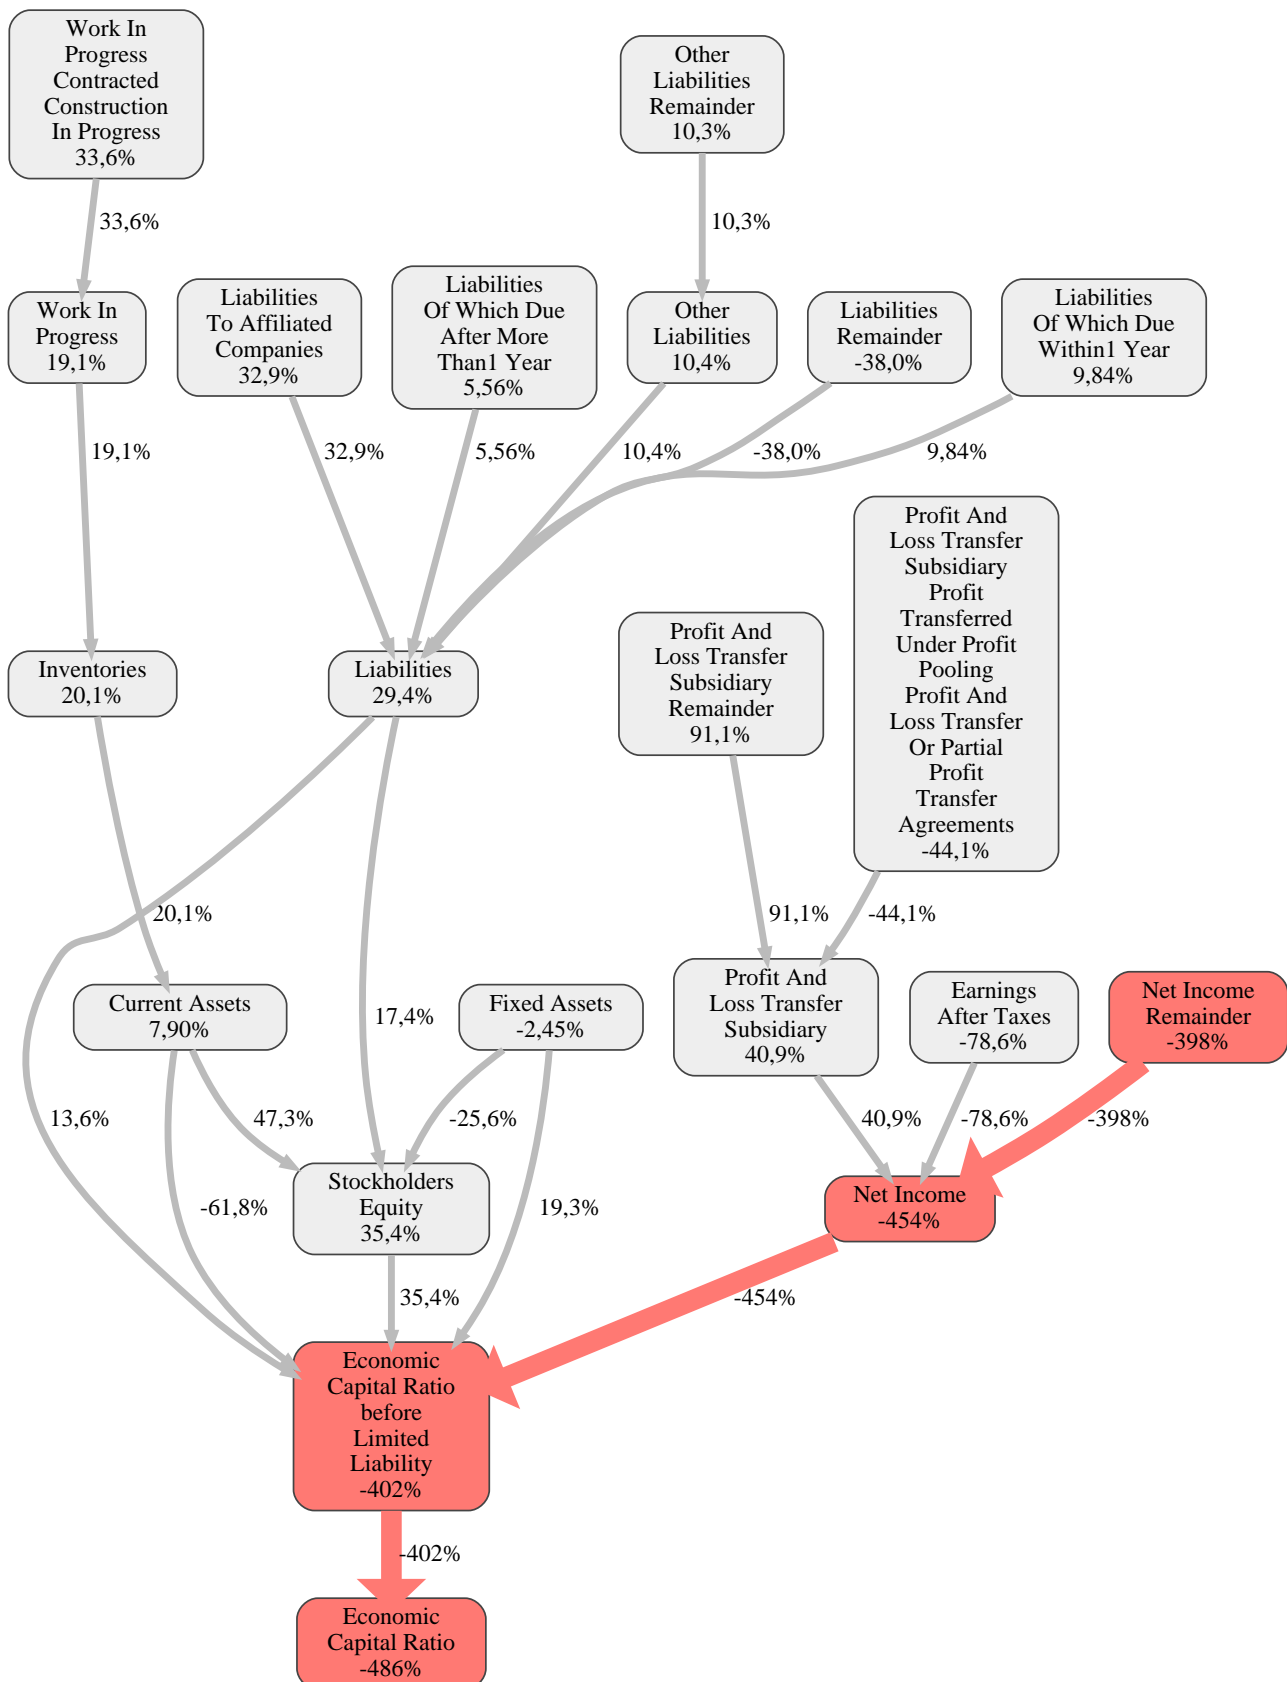 Work In
Progress
Contracted
Construction
In Progress
33,6%
Other
Liabilities
Remainder
10,3%
33,6%
10,3%
Work In
Progress
19,1%
Liabilities
To Affiliated
Companies
32,9%
Liabilities
Of Which Due
After More
Than1 Year
5,56%
Other
Liabilities
10,4%
Liabilities
Remainder
-38,0%
Liabilities
Of Which Due
Within1 Year
9,84%
19,1%
32,9%
5,56%
10,4%
-38,0%
9,84%
Profit And
Loss Transfer
Subsidiary
Profit
Transferred
Under Profit
Pooling
Profit And
Loss Transfer
Or Partial
Profit
Transfer
Agreements
-44,1%
Profit And
Loss Transfer
Subsidiary
Remainder
91,1%
Inventories
20,1%
Liabilities
29,4%
20,1%
91,1%
-44,1%
Current Assets
7,90%
17,4%
Fixed Assets
-2,45%
Profit And
Loss Transfer
Subsidiary
40,9%
Earnings
After Taxes
-78,6%
Net Income
Remainder
-398%
13,6%
47,3%
-25,6%
40,9%
-78,6%
-398%
-61,8%
Stockholders
Equity
35,4%
19,3%
Net Income
-454%
35,4%
-454%
Economic
Capital Ratio
before
Limited
Liability
-402%
-402%
Economic
Capital Ratio
-486%